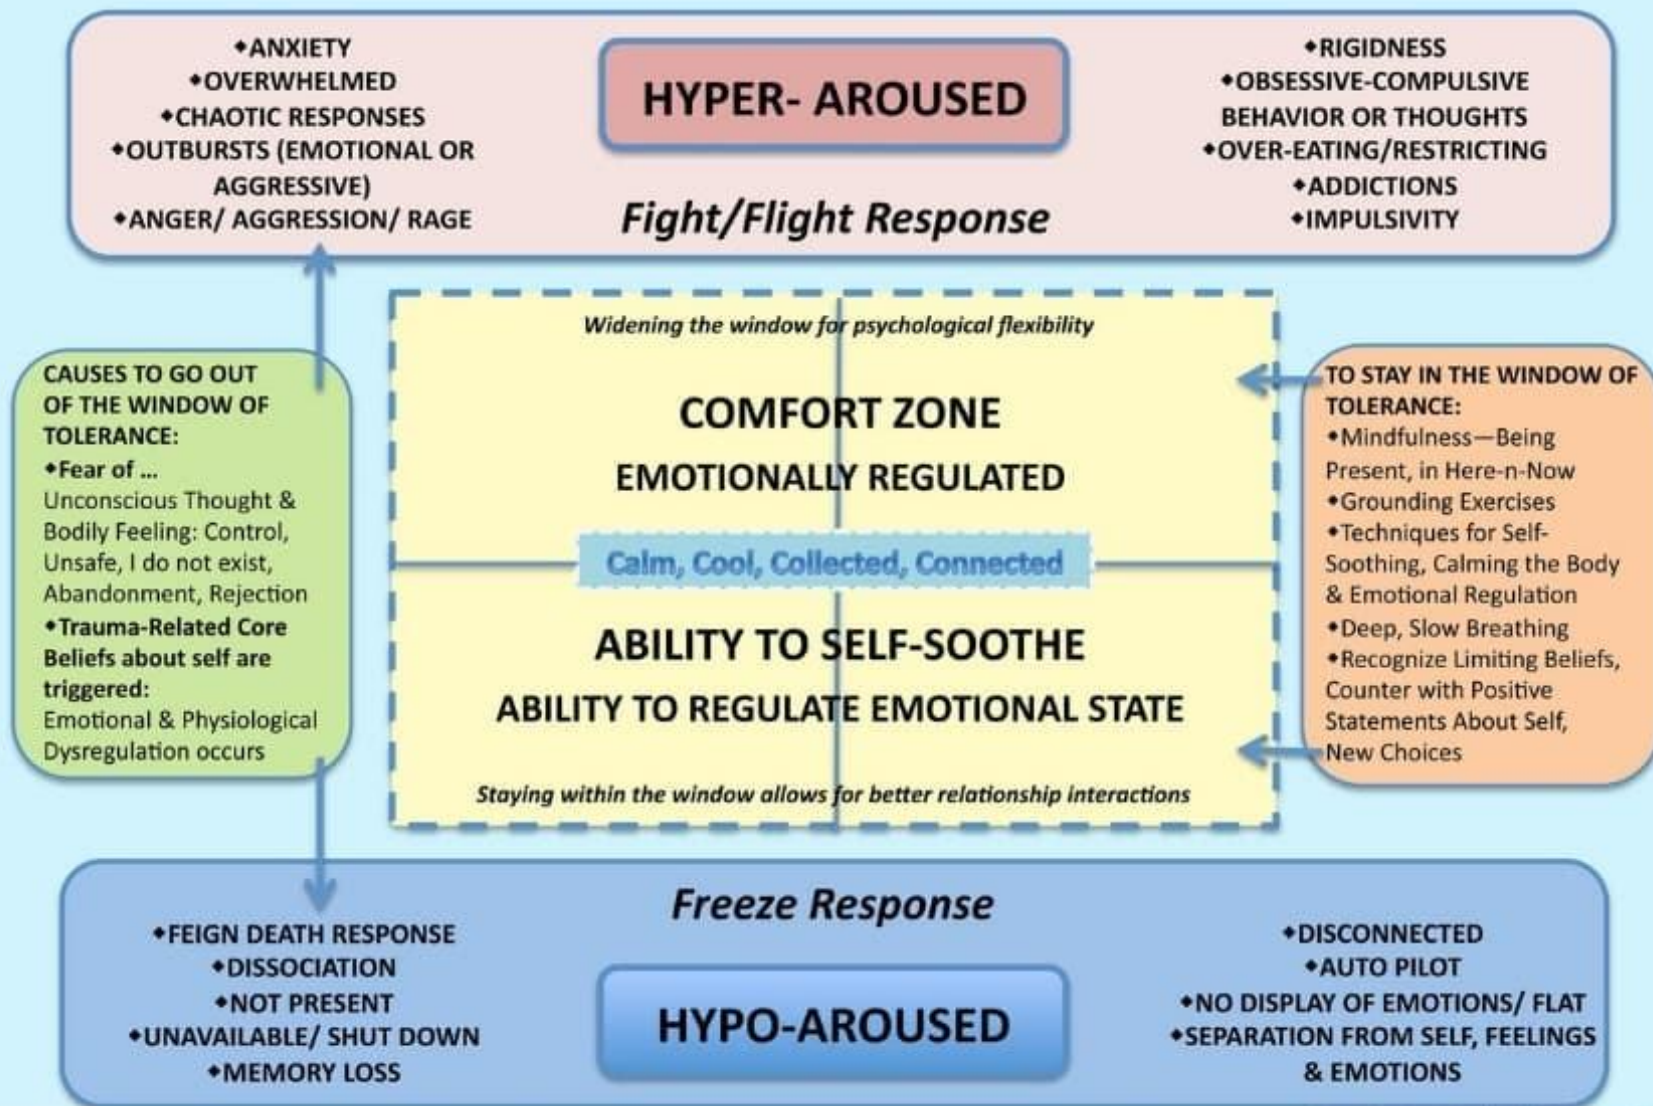 ◆ANXIETY
◆OVERWHELMED
◆CHAOTIC RESPONSES
◆OUTBURSTS (EMOTIONAL OR
AGGRESSIVE)
◆ANGER/ AGGRESSION/ RAGE
HYPER- AROUSED
Fight/Flight Response
◆RIGIDNESS
◆OBSESSIVE-COMPULSIVE
BEHAVIOR OR THOUGHTS
◆OVER-EATING/RESTRICTING
◆ADDICTIONS
◆IMPULSIVITY
CAUSES TO GO OUT
OF THE WINDOW OF
TOLERANCE:
◆Fear of ...
Unconscious Thought &
Bodily Feeling: Control,
Unsafe, I do not exist,
Abandonment, Rejection
◆Trauma-Related Core
Beliefs about self are
triggered:
Emotional & Physiological
Dysregulation occurs
Widening the window for psychological flexibility
COMFORT ZONE
EMOTIONALLY REGULATED
Calm, Cool, Collected, Connected
ABILITY TO SELF-SOOTHE
ABILITY TO REGULATE EMOTIONAL STATE
Staying within the window allows for better relationship interactions
TO STAY IN THE WINDOW OF
TOLERANCE:
◆Mindfulness—Being
Present, in Here-n-Now
◆Grounding Exercises
◆Techniques for Self-
Soothing, Calming the Body
& Emotional Regulation
◆Deep, Slow Breathing
◆Recognize Limiting Beliefs,
Counter with Positive
Statements About Self,
New Choices
Freeze Response
HYPO-AROUSED
◆FEIGN DEATH RESPONSE
◆DISSOCIATION
◆NOT PRESENT
◆UNAVAILABLE/ SHUT DOWN
◆MEMORY LOSS
◆DISCONNECTED
◆AUTO PILOT
◆NO DISPLAY OF EMOTIONS/ FLAT
◆SEPARATION FROM SELF, FEELINGS
& EMOTIONS